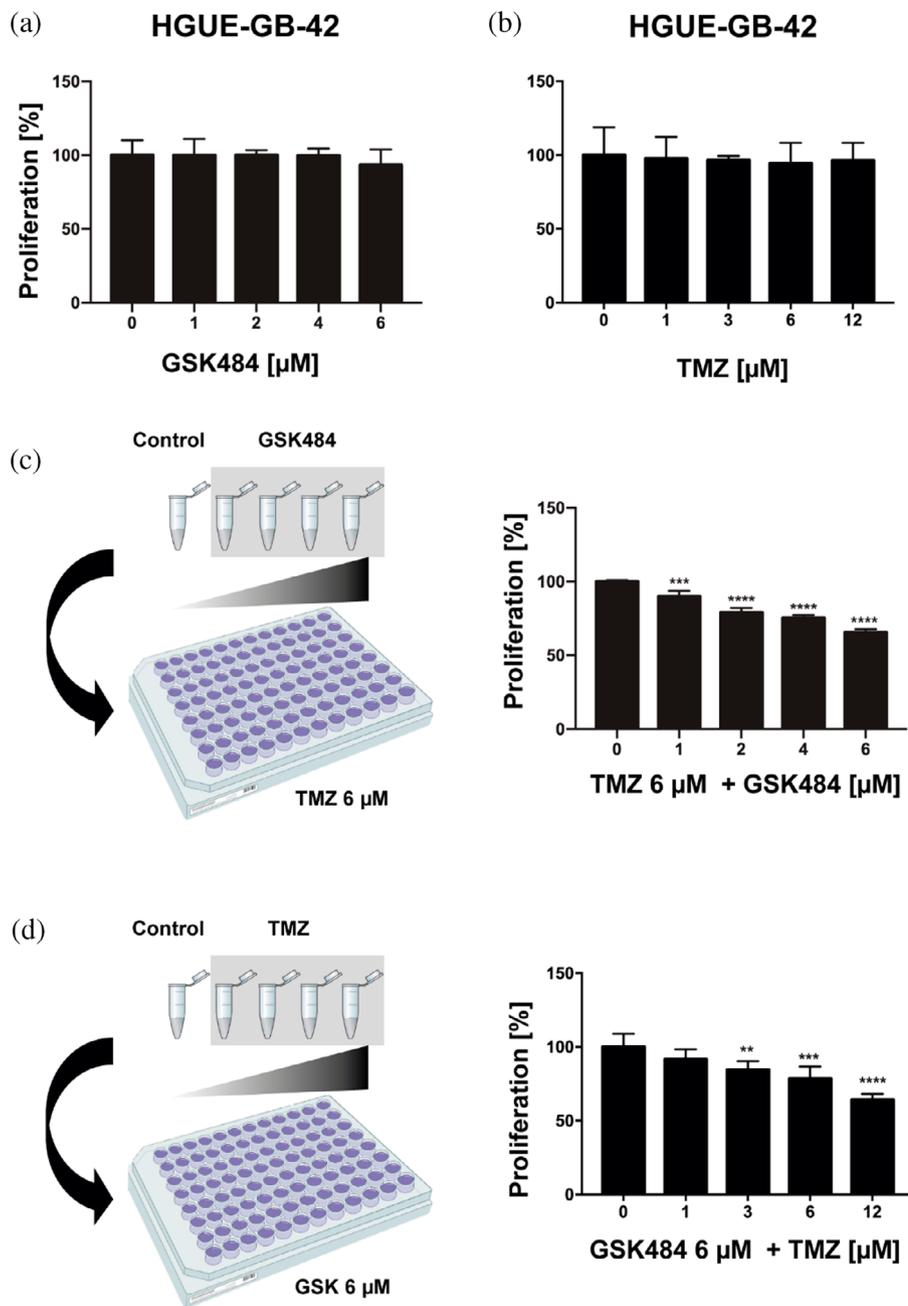 (a)
HGUE-GB-42
Proliferation [%]
150
100
50
0
0 1 2 4 6
GSK484 [µM]
(b)
HGUE-GB-42
150
100
50
0
0 1 3 6 12
TMZ [µM]
(c)
Control GSK484
TMZ 6 µM
Proliferation [%]
150
100
50
0
*** **** **** ****
0 1 2 4 6
TMZ 6 µM + GSK484 [µM]
(d)
Control TMZ
GSK 6 µM
Proliferation [%]
150
100
50
0
** *** ****
0 1 3 6 12
GSK484 6 µM + TMZ [µM]